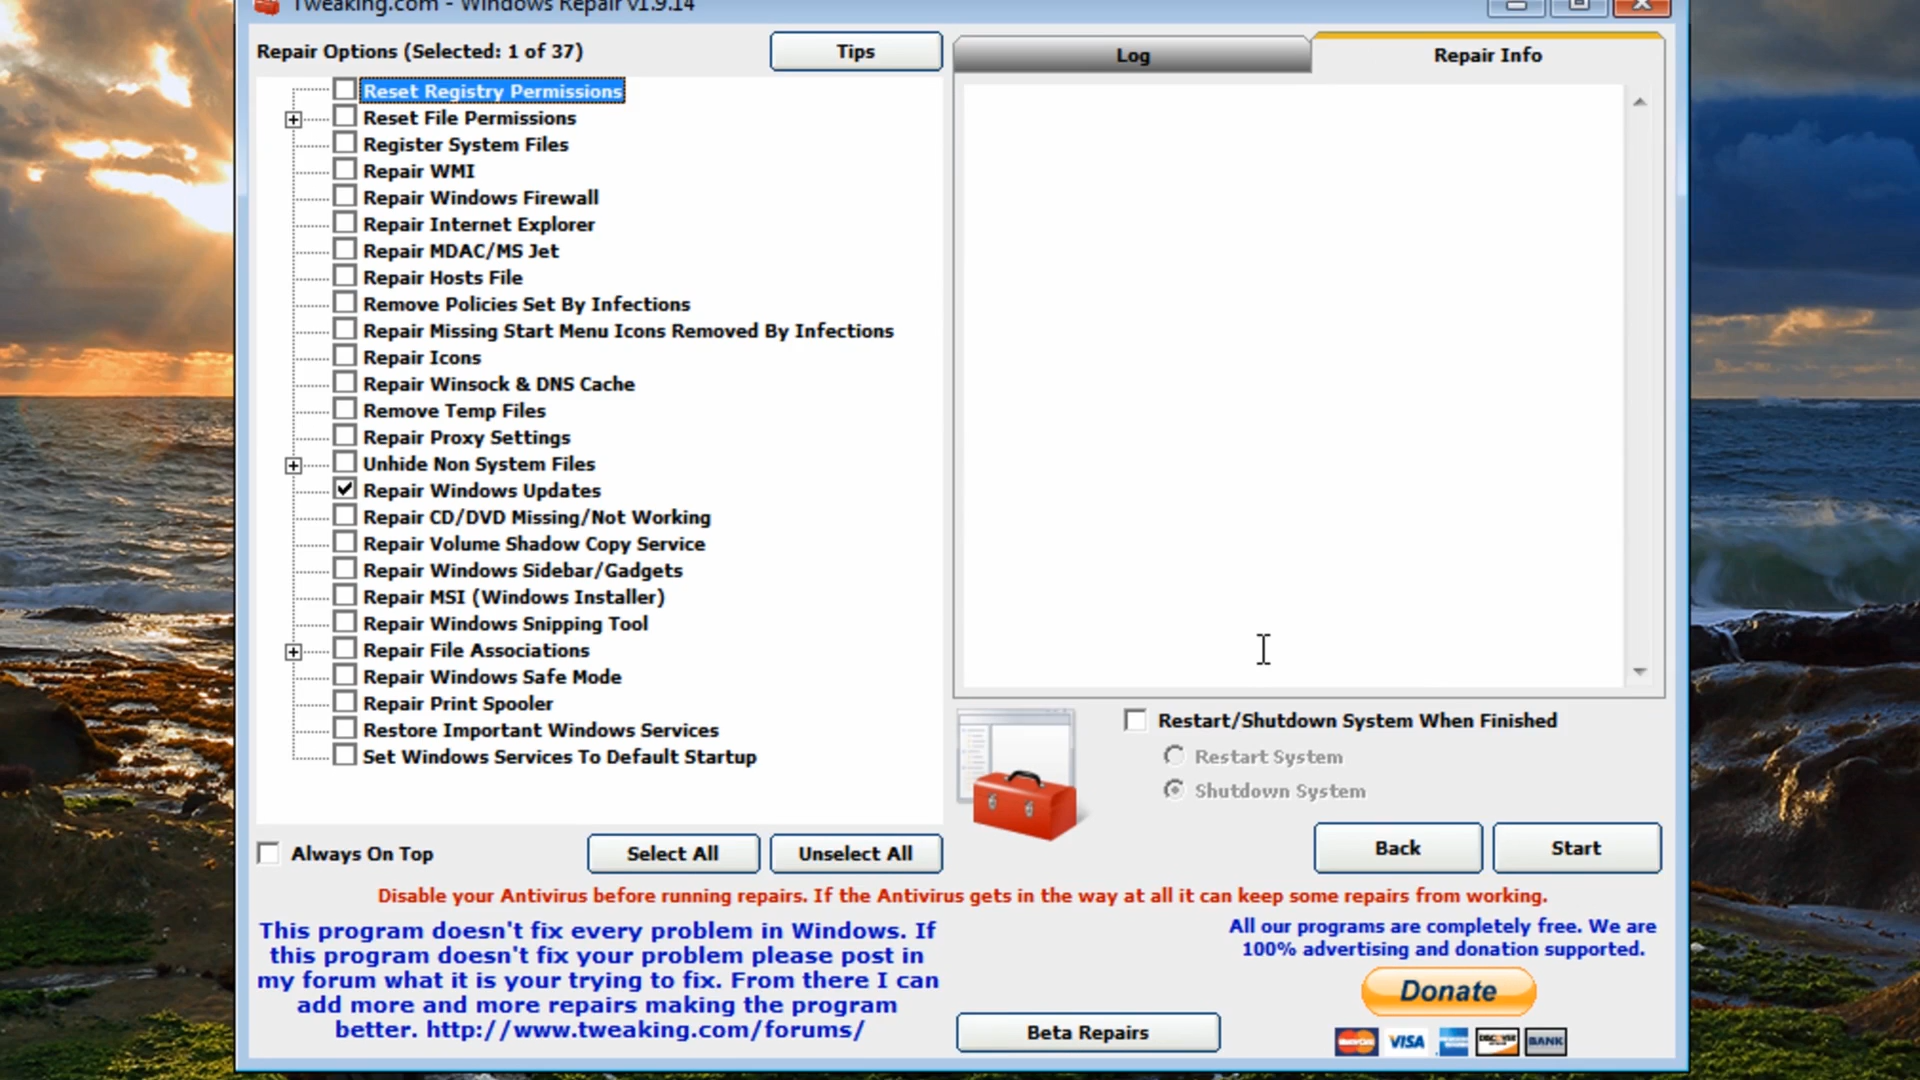 Tweaking.com - Windows Repair v1.9.14
Repair Options (Selected: 1 of 37)
Tips
Log
Repair Info
Reset Registry Permissions
Reset File Permissions
Register System Files
Repair WMI
Repair Windows Firewall
Repair Internet Explorer
Repair MDAC/MS Jet
Repair Hosts File
Remove Policies Set By Infections
Repair Missing Start Menu Icons Removed By Infections
Repair Icons
Repair Winsock & DNS Cache
Remove Temp Files
Repair Proxy Settings
Unhide Non System Files
Repair Windows Updates
Repair CD/DVD Missing/Not Working
Repair Volume Shadow Copy Service
Repair Windows Sidebar/Gadgets
Repair MSI (Windows Installer)
Repair Windows Snipping Tool
Repair File Associations
Repair Windows Safe Mode
Repair Print Spooler
Restore Important Windows Services
Set Windows Services To Default Startup
Restart/Shutdown System When Finished
Restart System
Shutdown System
Always On Top
Select All
Unselect All
Back
Start
Disable your Antivirus before running repairs. If the Antivirus gets in the way at all it can keep some repairs from working.
This program doesn't fix every problem in Windows. If
this program doesn't fix your problem please post in
my forum what it is your trying to fix. From there I can
add more and more repairs making the program
better. http://www.tweaking.com/forums/
All our programs are completely free. We are
100% advertising and donation supported.
Donate
Beta Repairs
MasterCard VISA DISCOVER BANK